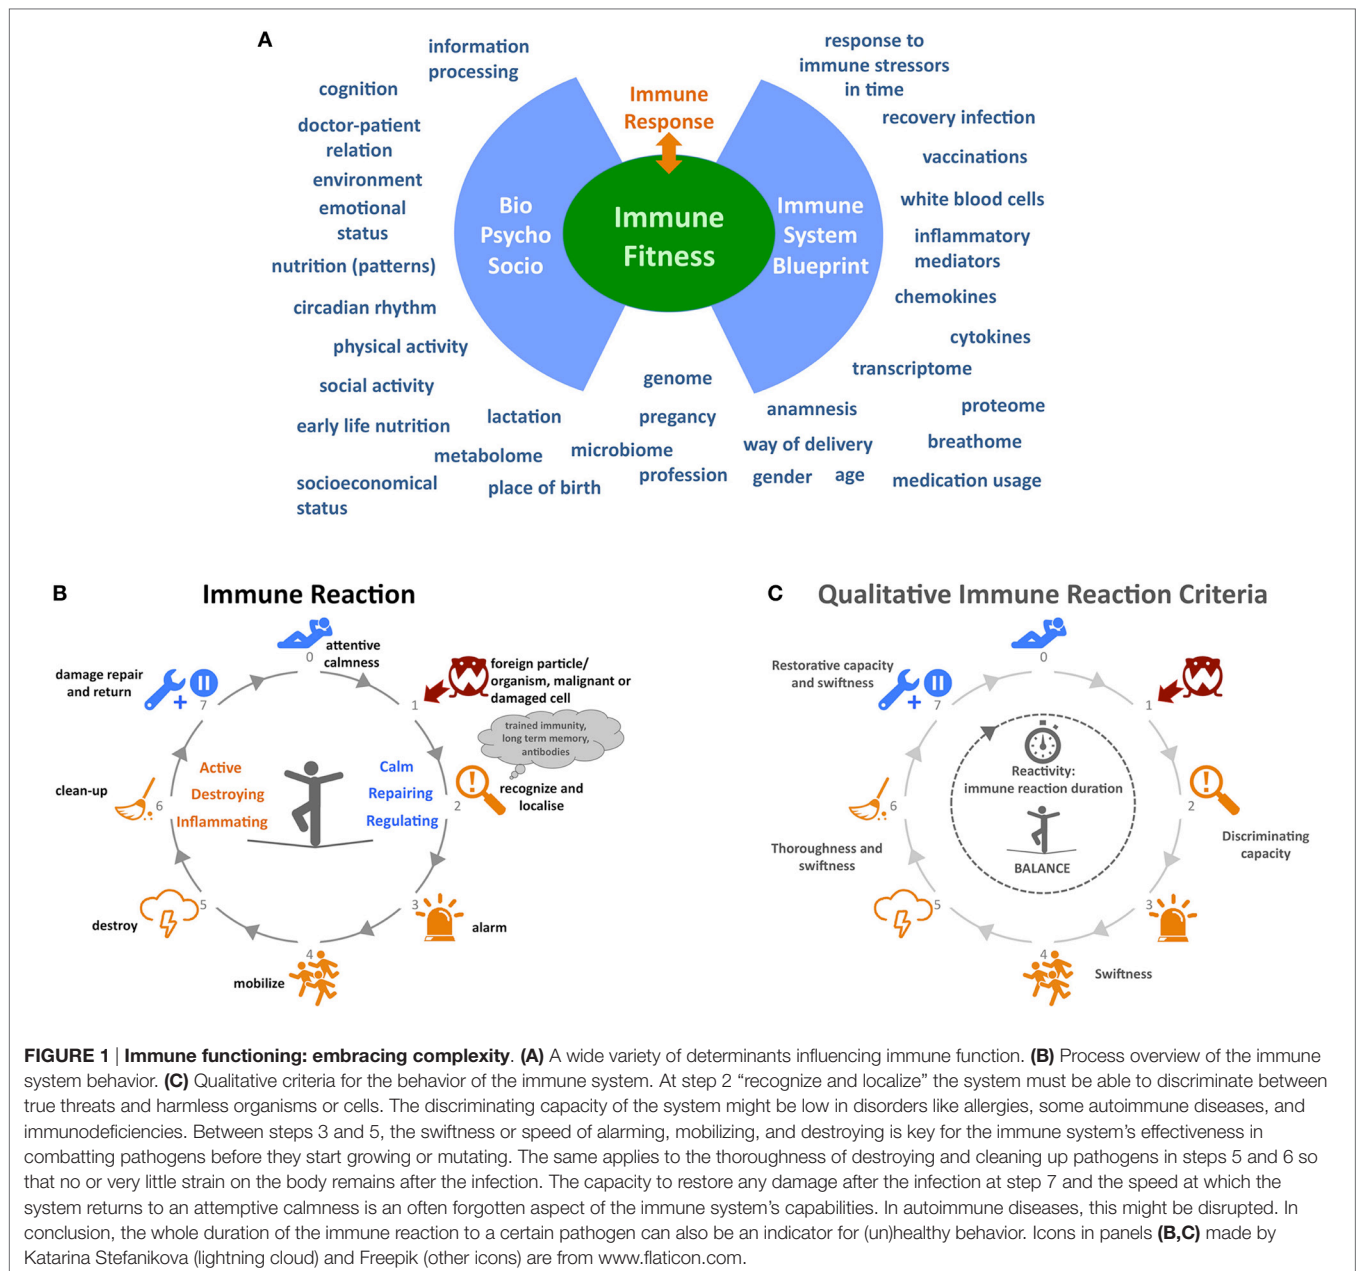 A
information
processing
cognition
doctor-patient
relation
environment
emotional
status
nutrition (patterns)
circadian rhythm
physical activity
social activity
early life nutrition
socioeconomical
status
Immune
Response
Bio
Psycho
Socio
Immune
Fitness
Immune
System
Blueprint
response to
immune stressors
in time
recovery infection
vaccinations
white blood cells
inflammatory
mediators
chemokines
cytokines
transcriptome
proteome
breathome
medication usage
genome
lactation
pregancy
anamnesis
metabolome
microbiome
way of delivery
place of birth
profession
gender
age
B
Immune Reaction
0
attentive
calmness
1
foreign particle/
organism, malignant or
damaged cell
trained immunity,
long term memory,
antibodies
2
recognize and
localise
3
alarm
4
mobilize
5
destroy
6
clean-up
7
damage repair
and return
Active
Destroying
Inflammating
Calm
Repairing
Regulating
C
Qualitative Immune Reaction Criteria
0
1
2
Discriminating
capacity
3
Swiftness
4
5
Thoroughness and
swiftness
6
7
Restorative capacity
and swiftness
Reactivity:
immune reaction duration
BALANCE
FIGURE 1 | Immune functioning: embracing complexity. (A) A wide variety of determinants influencing immune function. (B) Process overview of the immune
system behavior. (C) Qualitative criteria for the behavior of the immune system. At step 2 “recognize and localize” the system must be able to discriminate between
true threats and harmless organisms or cells. The discriminating capacity of the system might be low in disorders like allergies, some autoimmune diseases, and
immunodeficiencies. Between steps 3 and 5, the swiftness or speed of alarming, mobilizing, and destroying is key for the immune system’s effectiveness in
combatting pathogens before they start growing or mutating. The same applies to the thoroughness of destroying and cleaning up pathogens in steps 5 and 6 so
that no or very little strain on the body remains after the infection. The capacity to restore any damage after the infection at step 7 and the speed at which the
system returns to an attemptive calmness is an often forgotten aspect of the immune system’s capabilities. In autoimmune diseases, this might be disrupted. In
conclusion, the whole duration of the immune reaction to a certain pathogen can also be an indicator for (un)healthy behavior. Icons in panels (B,C) made by
Katarina Stefanikova (lightning cloud) and Freepik (other icons) are from www.flaticon.com.